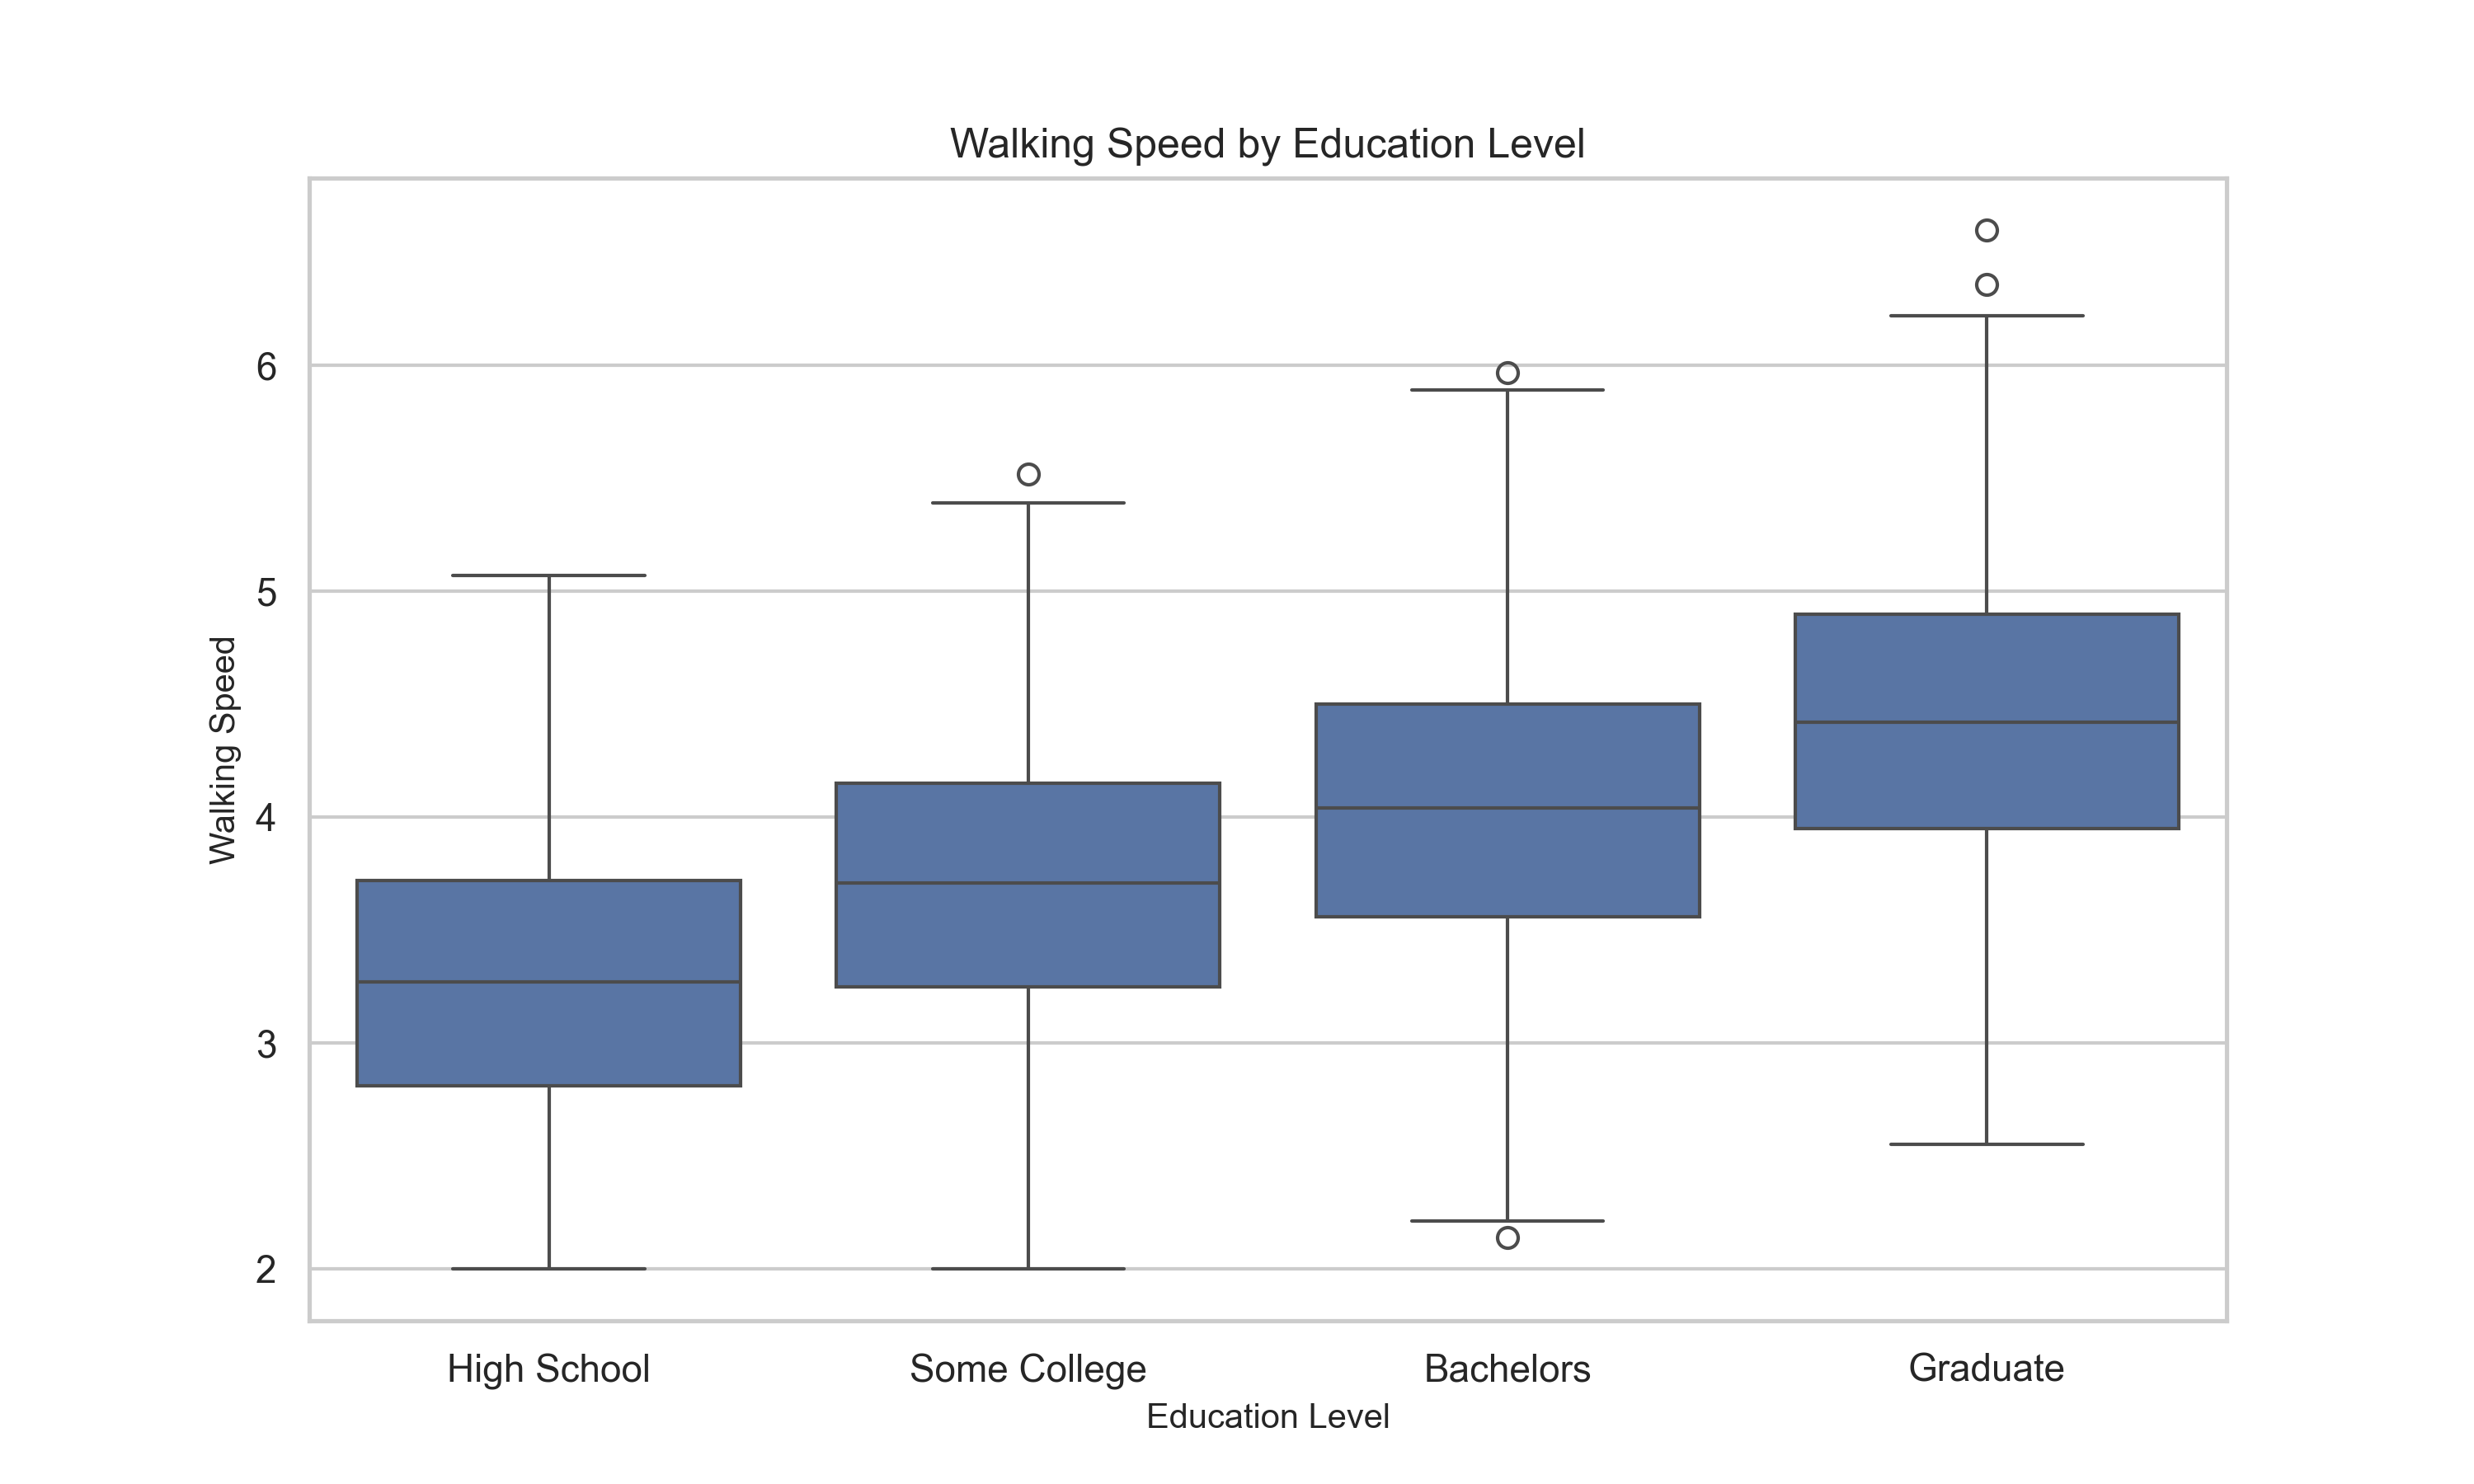 Walking Speed by Education Level
Walking Speed
6
5
4
3
2
High School
Some College
Bachelors
Graduate
Education Level